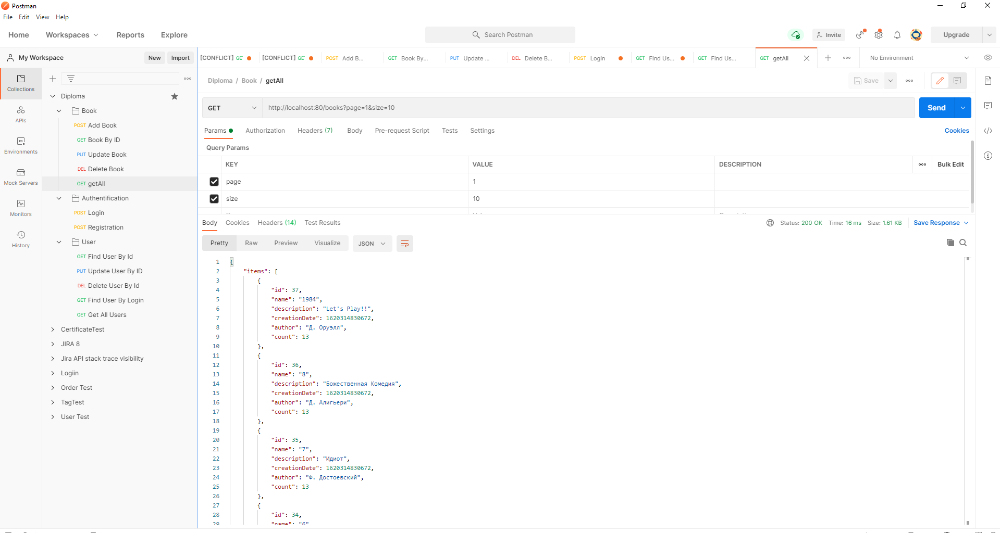 Postman
File Edit View Help
Home Workspaces Reports Explore Search Postman Invite Upgrade
My Workspace New Import [CONFLICT] GE [CONFLICT] GE POST Add B... GET Book By... PUT Update ... DEL Delete B... POST Login GET Find Us... GET Find Us... GET getAll No Environment
Collections
APIs
Environments
Mock Servers
Monitors
History
Diploma
Book
POST Add Book
GET Book By ID
PUT Update Book
DEL Delete Book
GET getAll
Authentification
POST Login
POST Registration
User
GET Find User By Id
PUT Update User By ID
DEL Delete User By Id
GET Find User By Login
GET Get All Users
CertificateTest
JIRA 8
Jira API stack trace visibility
Logiin
Order Test
TagTest
User Test
Diploma / Book / getAll Save
GET http://localhost:80/books?page=1&size=10 Send
Params Authorization Headers (7) Body Pre-request Script Tests Settings Cookies
Query Params
KEY VALUE DESCRIPTION Bulk Edit
page 1
size 10
Body Cookies Headers (14) Test Results Status: 200 OK Time: 16 ms Size: 1.61 KB Save Response
Pretty Raw Preview Visualize JSON
1 {
2 "items": [
3 {
4 "id": 37,
5 "name": "1984",
6 "description": "Let's Play!!",
7 "creationDate": 1620314830672,
8 "author": "Д. Оруэлл",
9 "count": 13
10 },
11 {
12 "id": 36,
13 "name": "8",
14 "description": "Божественная Комедия",
15 "creationDate": 1620314830672,
16 "author": "Д. Алигьери",
17 "count": 13
18 },
19 {
20 "id": 35,
21 "name": "7",
22 "description": "Идиот",
23 "creationDate": 1620314830672,
24 "author": "Ф. Достоевский",
25 "count": 13
26 },
27 {
28 "id": 34,
29 "name": "6"